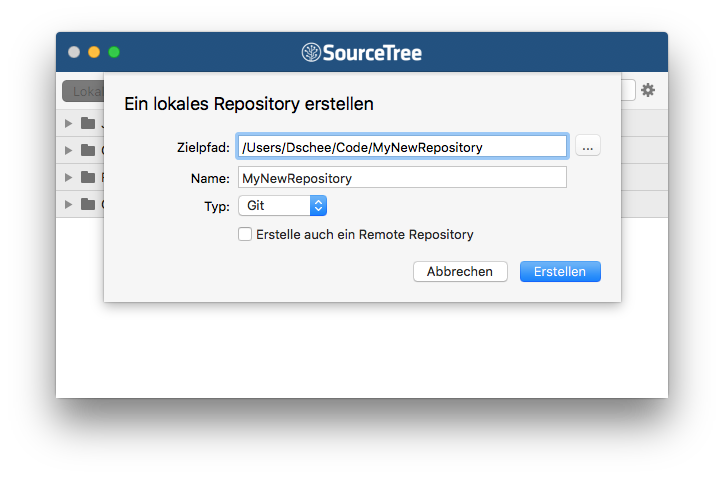 SourceTree
Ein lokales Repository erstellen
Zielpfad: /Users/Dschee/Code/MyNewRepository ...
Name: MyNewRepository
Typ: Git
Erstelle auch ein Remote Repository
Abbrechen Erstellen